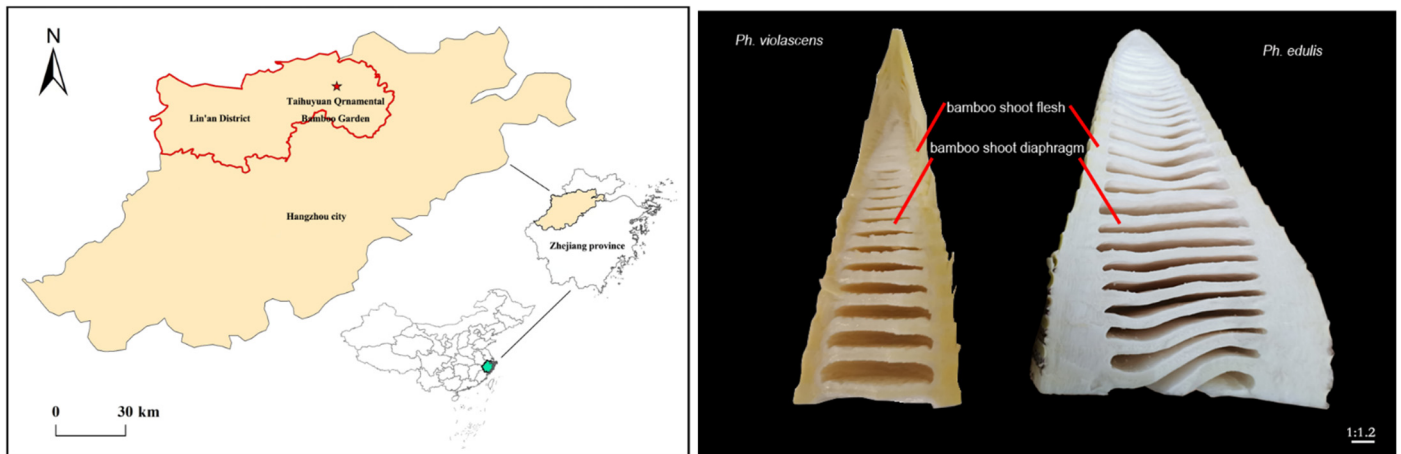 N
Taihuyuan Qrnamental
Lin'an District
Bamboo Garden
Hangzhou city
Zhejiang province
0 30 km
Ph. violascens
Ph. edulis
bamboo shoot flesh
bamboo shoot diaphragm
1:1.2